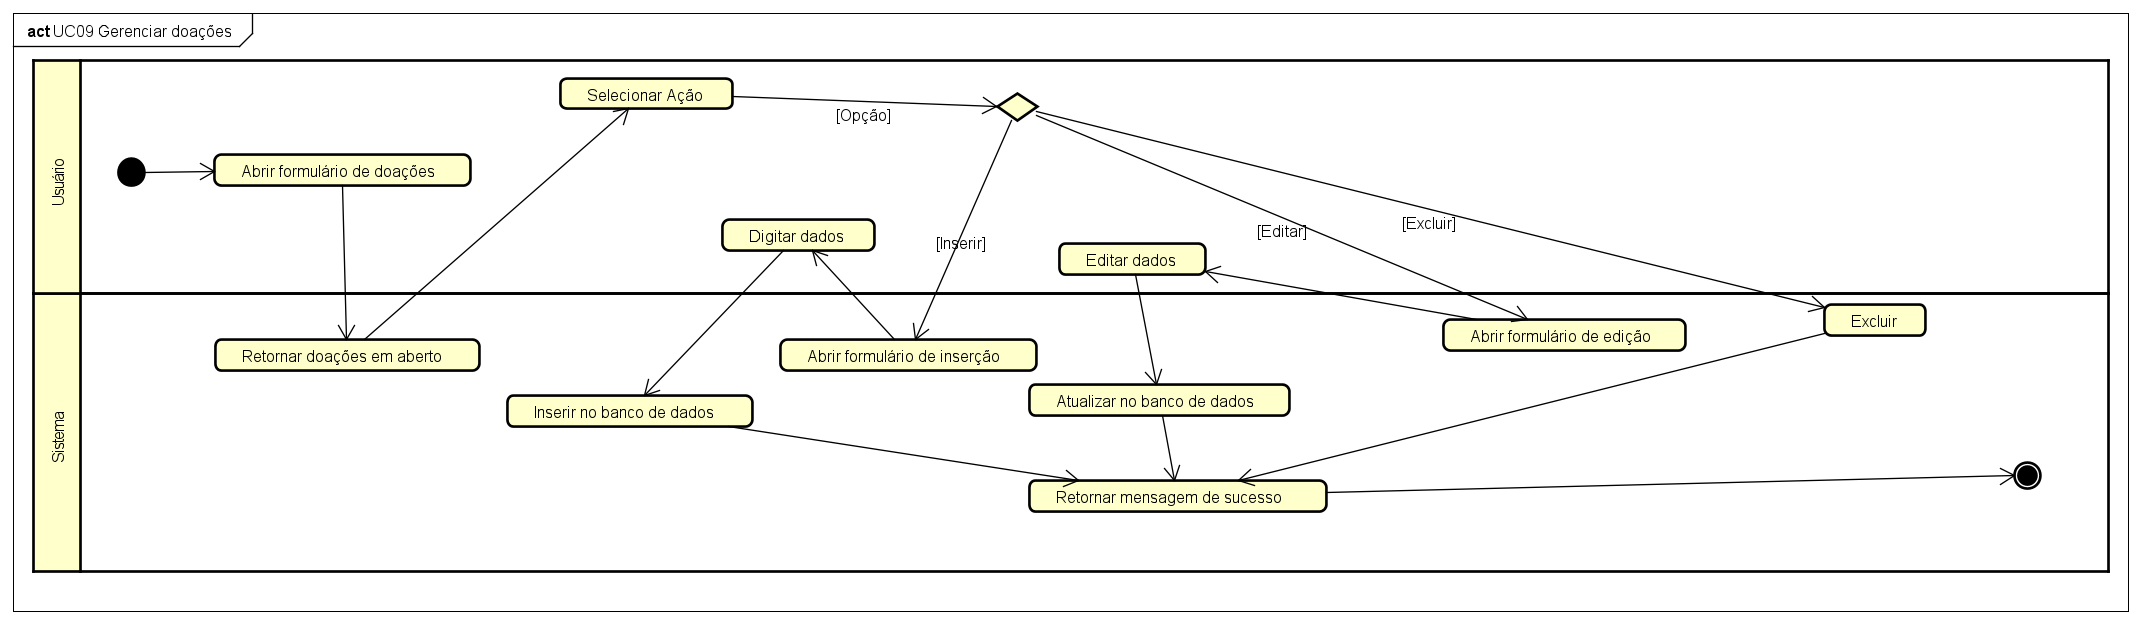 act UC09 Gerenciar doações
Usuário
Selecionar Ação
[Opção]
Abrir formulário de doações
Digitar dados
[Inserir]
[Editar]
[Excluir]
Editar dados
Sistema
Retornar doações em aberto
Abrir formulário de inserção
Abrir formulário de edição
Excluir
Inserir no banco de dados
Atualizar no banco de dados
Retornar mensagem de sucesso